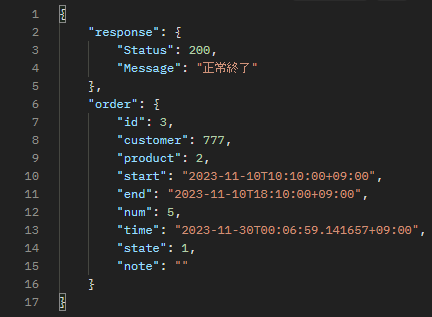 1 {
2 "response": {
3 "Status": 200,
4 "Message": "正常終了"
5 },
6 "order": {
7 "id": 3,
8 "customer": 777,
9 "product": 2,
10 "start": "2023-11-10T10:10:00+09:00",
11 "end": "2023-11-10T18:10:00+09:00",
12 "num": 5,
13 "time": "2023-11-30T00:06:59.141657+09:00",
14 "state": 1,
15 "note": ""
16 }
17 }